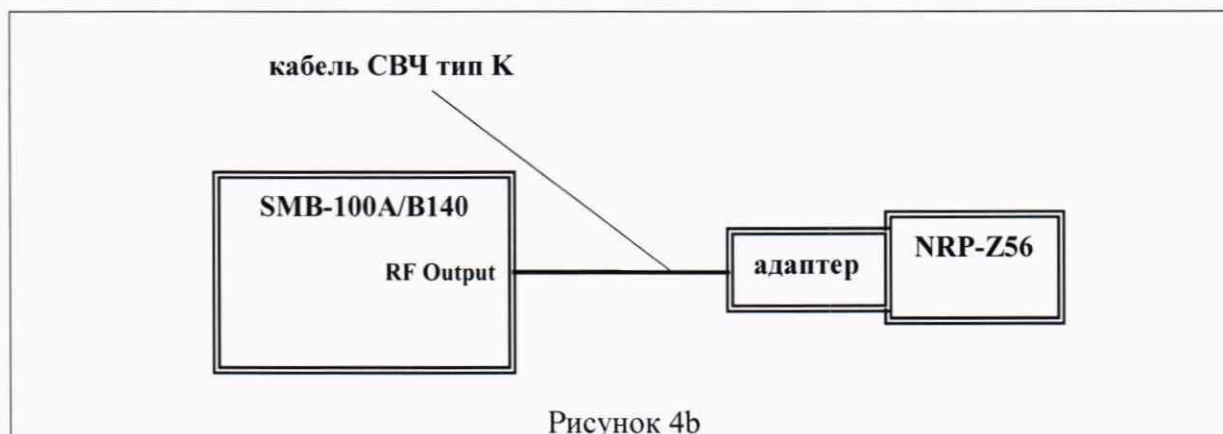 кабель СВЧ тип К
SMB-100A/B140
RF Output
адаптер
NRP-Z56
Рисунок 4b